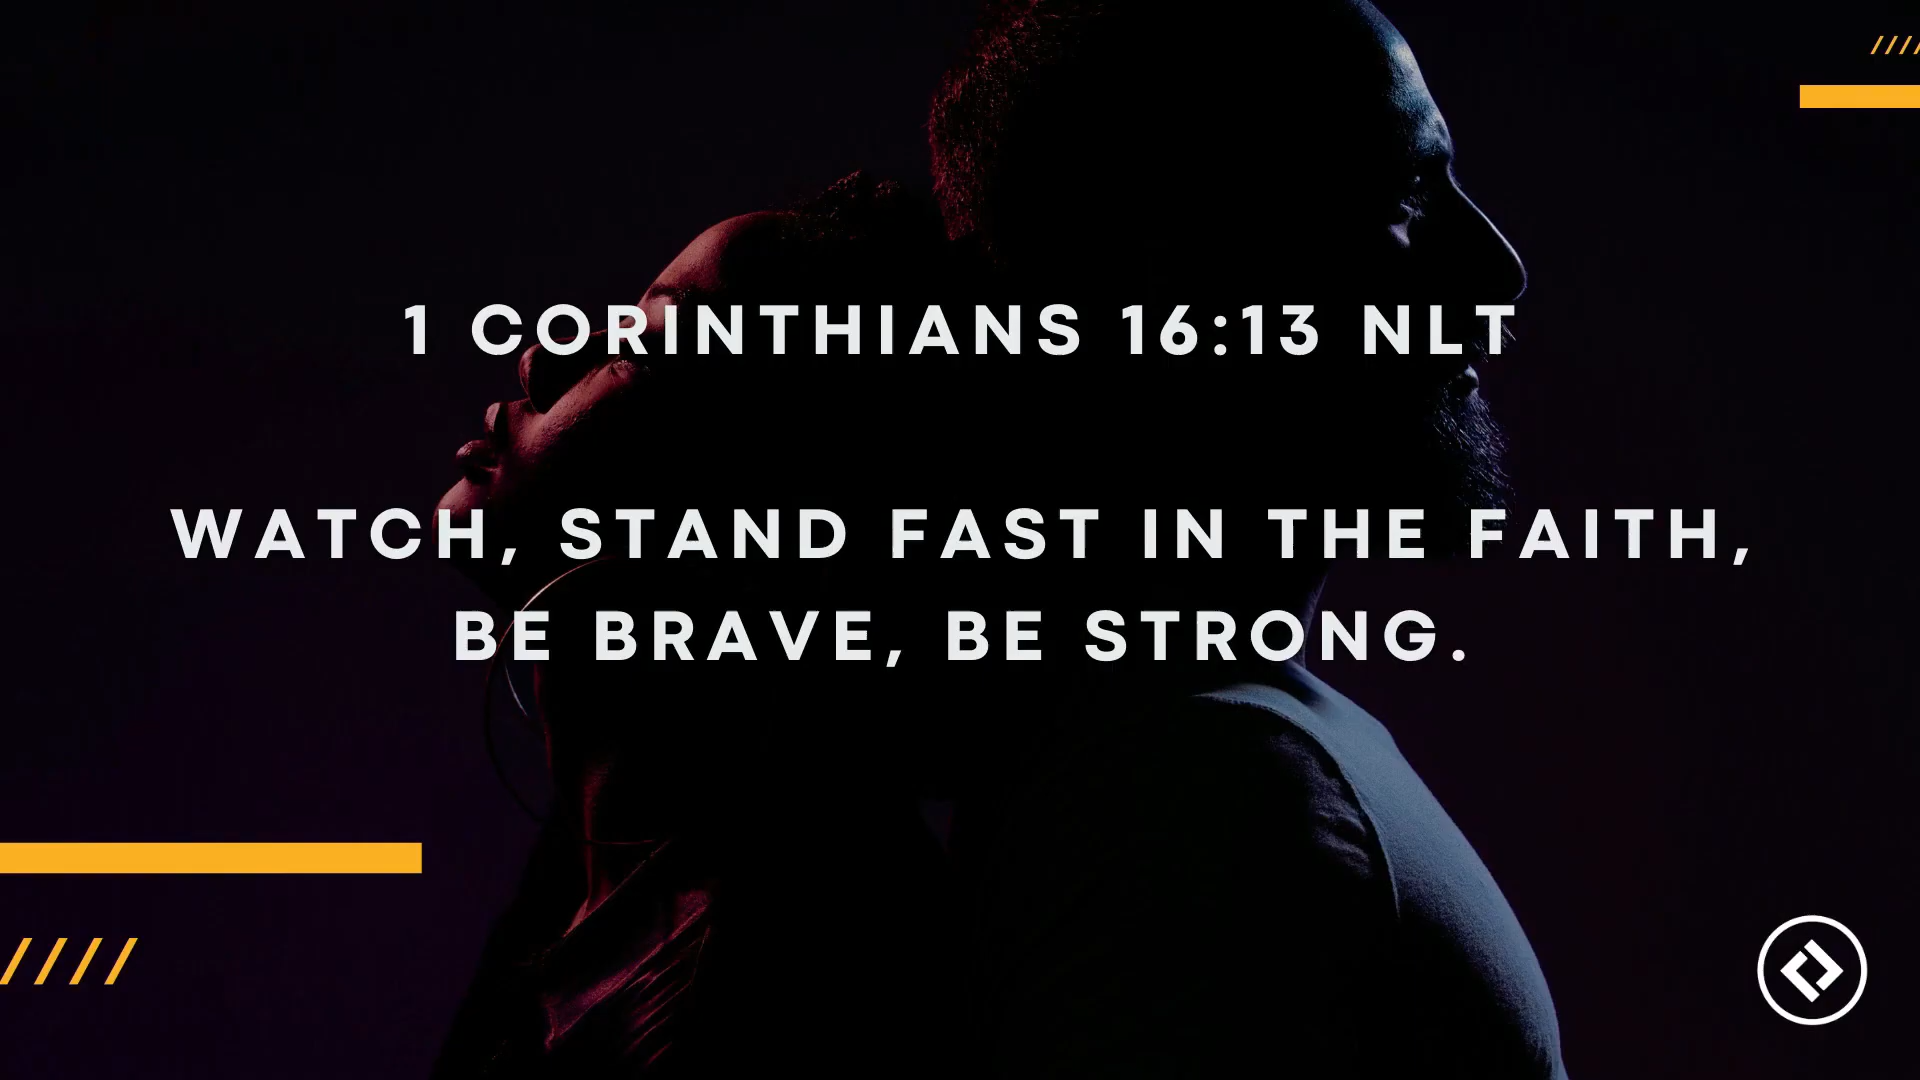 1 CORINTHIANS 16:13 NLT
WATCH, STAND FAST IN THE FAITH,
BE BRAVE, BE STRONG.